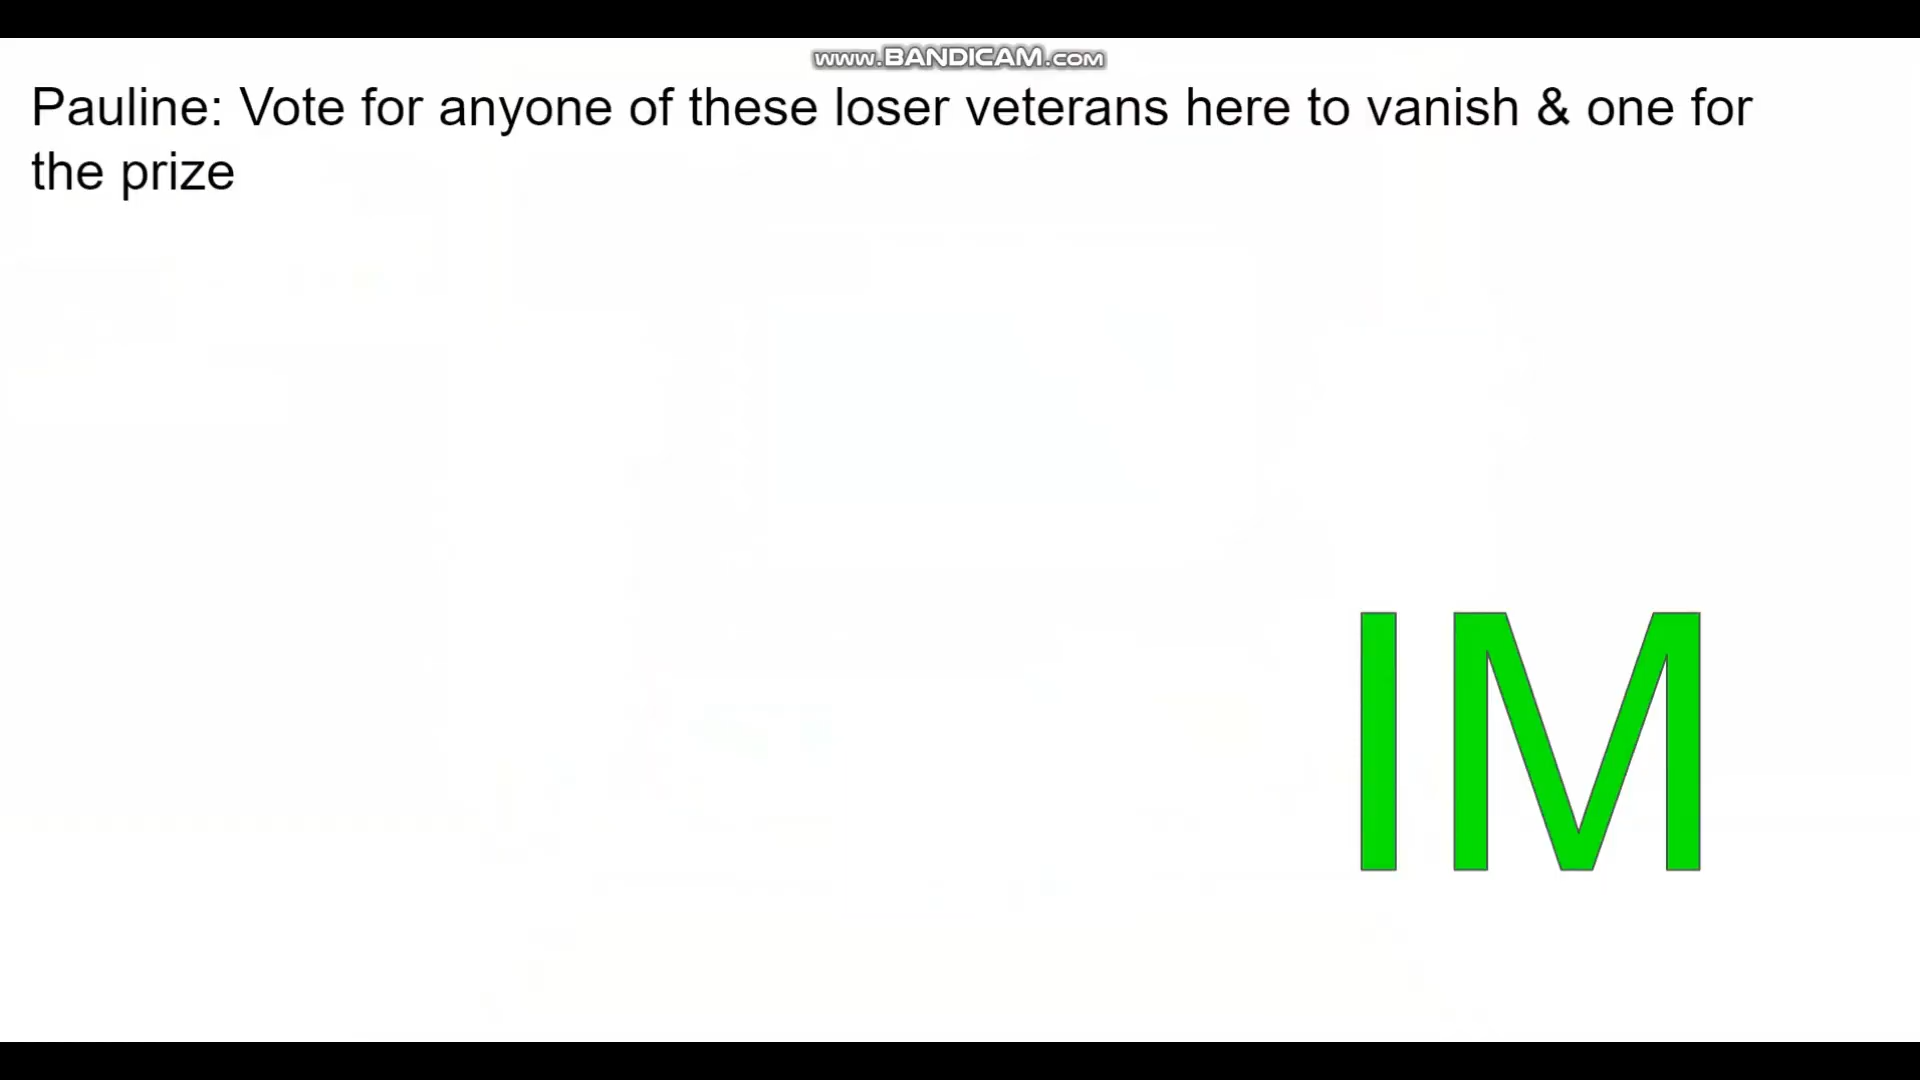 www.BANDICAM.com
Pauline: Vote for anyone of these loser veterans here to vanish & one for
the prize
IM